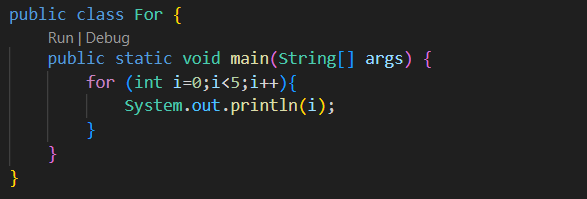 public class For {
Run | Debug
public static void main(String[] args) {
for (int i=0;i<5;i++){
System.out.println(i);
}
}
}